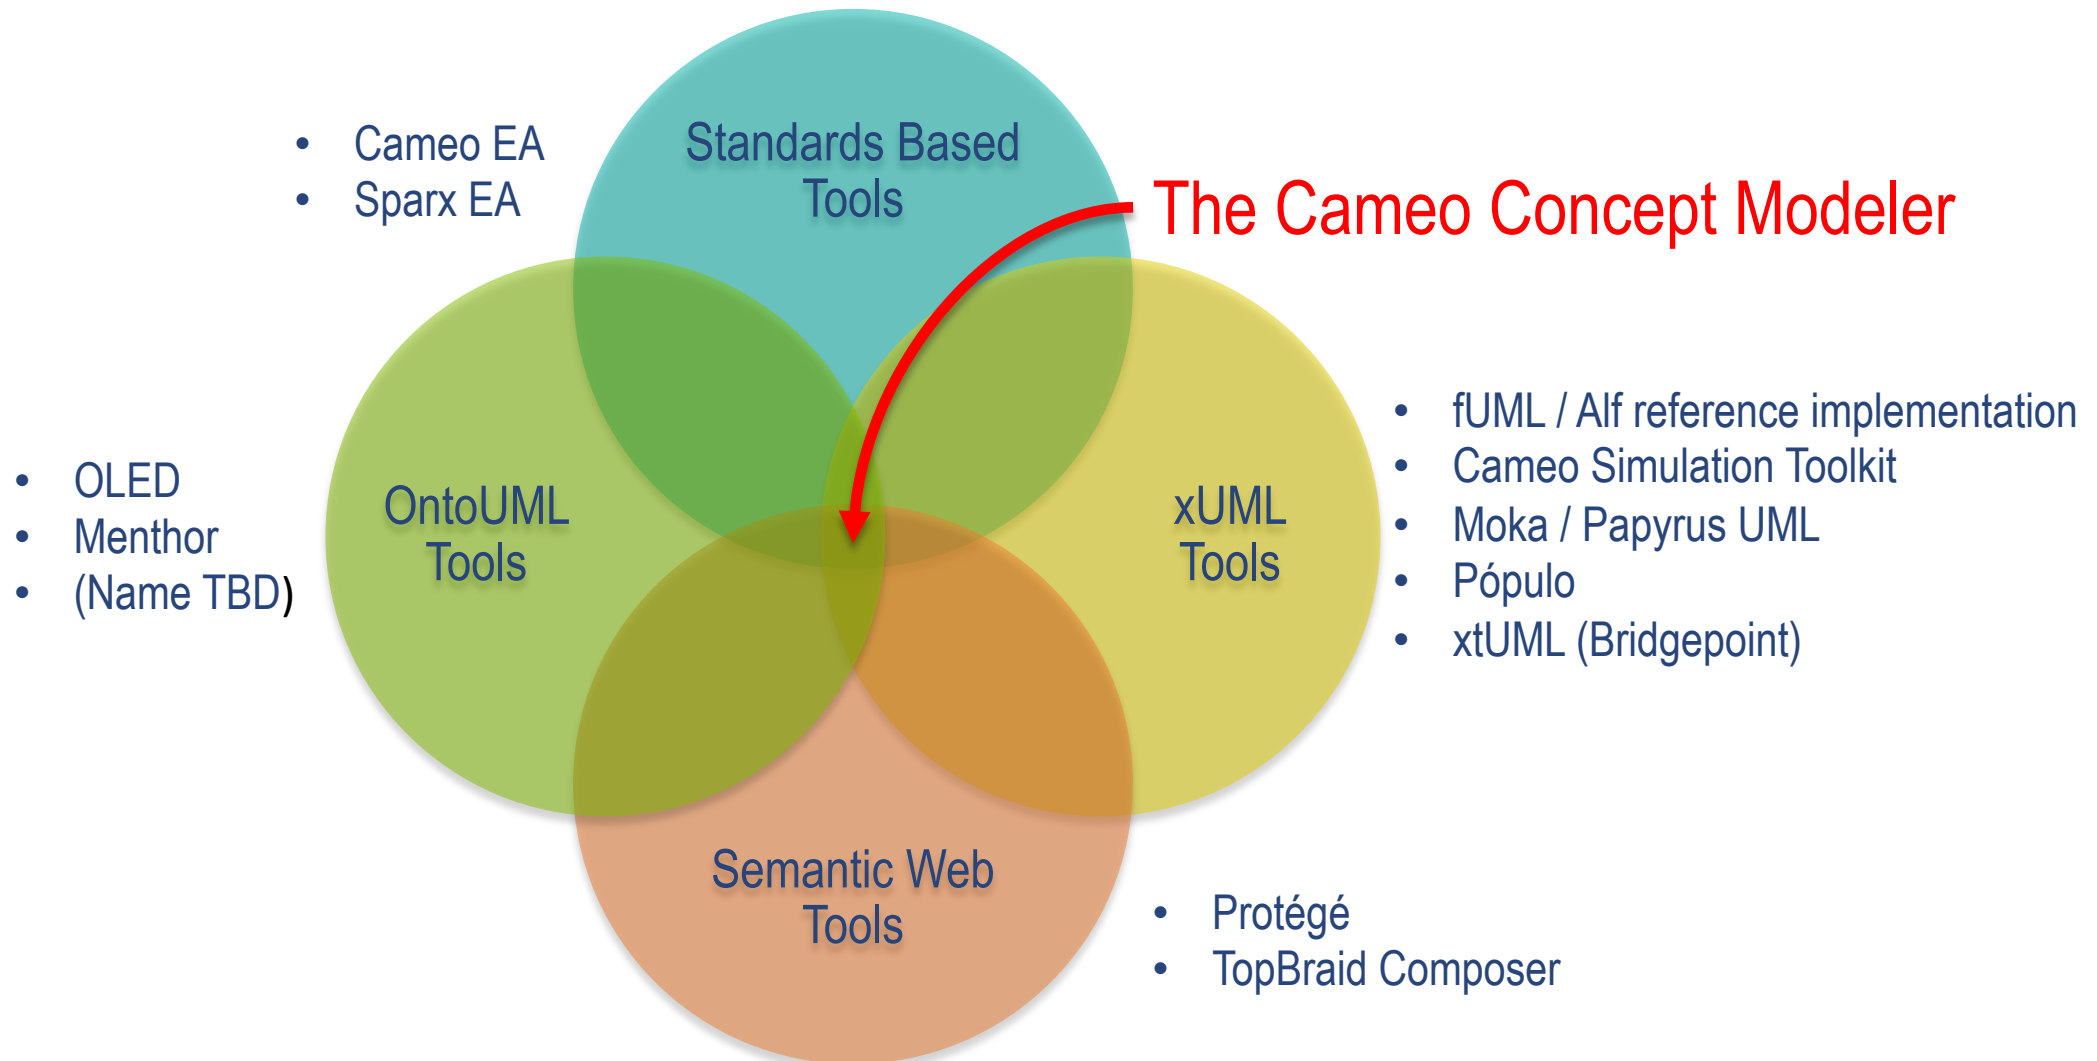 • Cameo EA
• Sparx EA
Standards Based
Tools
The Cameo Concept Modeler
• OLED
• Menthor
• (Name TBD)
OntoUML
Tools
xUML
Tools
• fUML / Alf reference implementation
• Cameo Simulation Toolkit
• Moka / Papyrus UML
• Pópulo
• xtUML (Bridgepoint)
Semantic Web
Tools
• Protégé
• TopBraid Composer